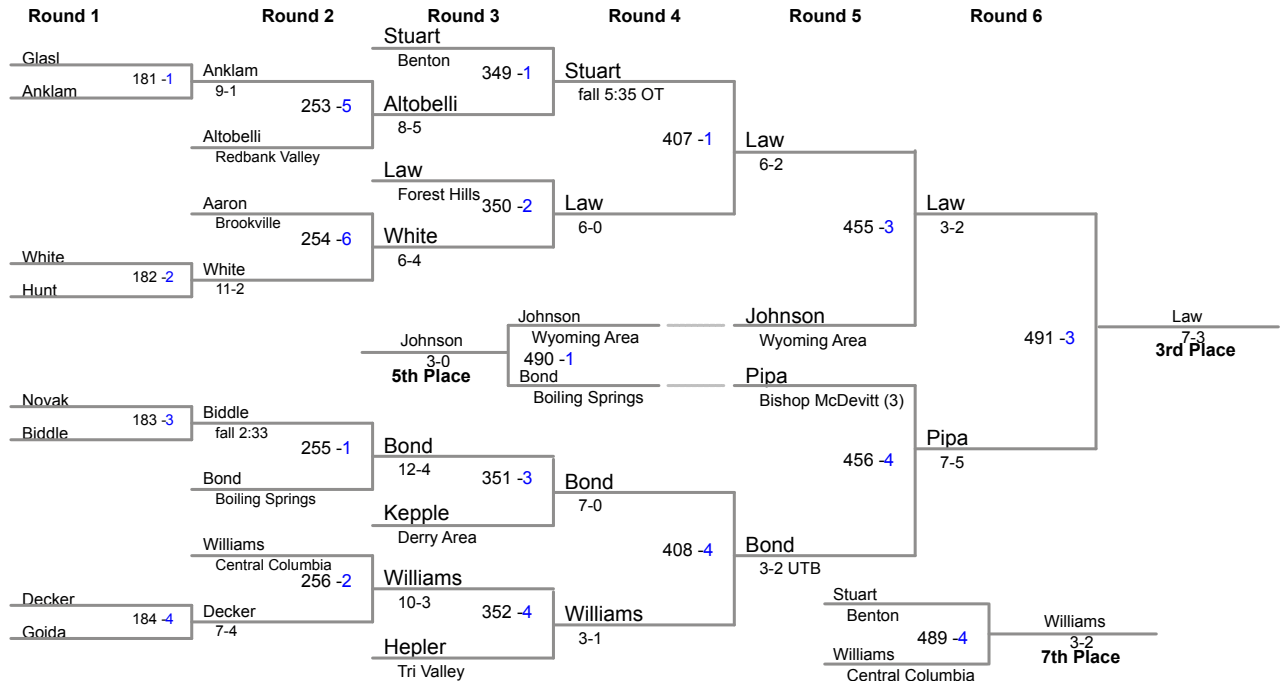 Round 1 Round 2 Round 3 Round 4 Round 5 Round 6
Glasl
181 -1
Anklam
Anklam
9-1
253 -5
Altobelli
Redbank Valley
Stuart
Benton
349 -1
Altobelli
8-5
Stuart
fall 5:35 OT
407 -1
Law
Forest Hills
350 -2
Law
6-0
Aaron
Brookville
254 -6
White
6-4
White
182 -2
Hunt
White
11-2
Law
6-2
455 -3
Law
3-2
Johnson
Wyoming Area
Johnson
3-0
5th Place
Johnson
Wyoming Area
490 -1
Bond
Boiling Springs
491 -3
Law
7-3
3rd Place
Pipa
Bishop McDevitt (3)
456 -4
Pipa
7-5
Novak
183 -3
Biddle
Biddle
fall 2:33
255 -1
Bond
Boiling Springs
Bond
12-4
351 -3
Kepple
Derry Area
Bond
7-0
408 -4
Bond
3-2 UTB
Williams
Central Columbia
256 -2
Williams
10-3
352 -4
Williams
3-1
Decker
184 -4
Goida
Decker
7-4
Hepler
Tri Valley
Stuart
Benton
489 -4
Williams
Central Columbia
Williams
3-2
7th Place